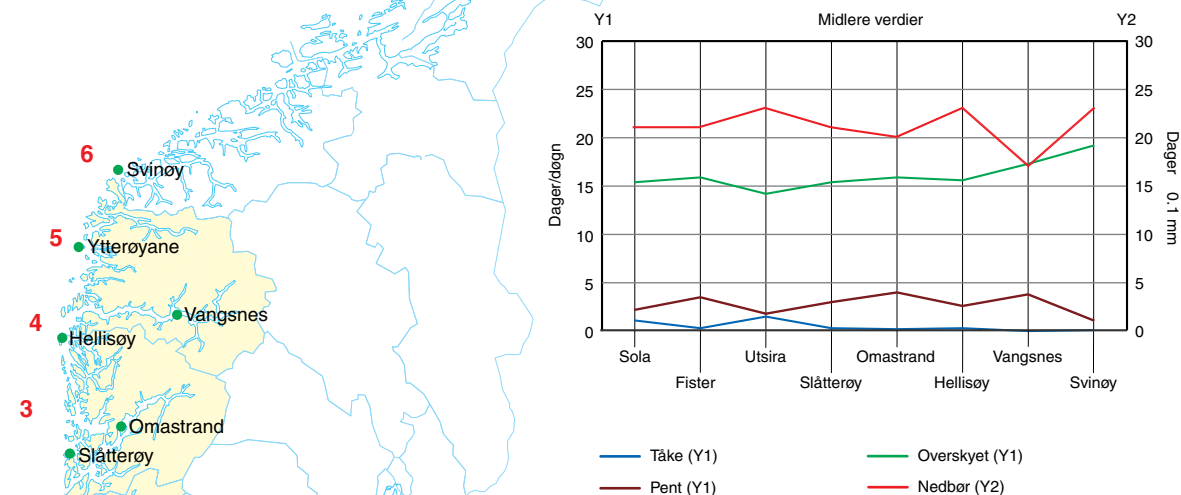 6
Svinøy
5
Ytterøyane
Vangsnes
4
Hellisøy
3
Omastrand
Slåtterøy
Y1 Midlere verdier Y2
30 30
25 25
20 20
15 15
10 10
5 5
0 0
Dager/døgn
Dager 0.1 mm
Sola Utsira Omastrand Vangsnes
Fister Slåtterøy Hellisøy Svinøy
Tåke (Y1) Overskyet (Y1)
Pent (Y1) Nedbør (Y2)